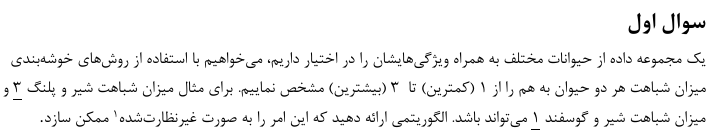 سوال اول
یک مجموعه داده از حیوانات مختلف به همراه ویژگی‌هایشان را در اختیار داریم، می‌خواهیم با استفاده از روش‌های خوشه‌بندی
میزان شباهت هر دو حیوان به هم را از ۱ (کمترین) تا ۳ (بیشترین) مشخص نماییم. برای مثال میزان شباهت شیر و پلنگ ۳ و
میزان شباهت شیر و گوسفند ۱ می‌تواند باشد. الگوریتمی ارائه دهید که این امر را به صورت غیرنظارت‌شده۱ ممکن سازد.